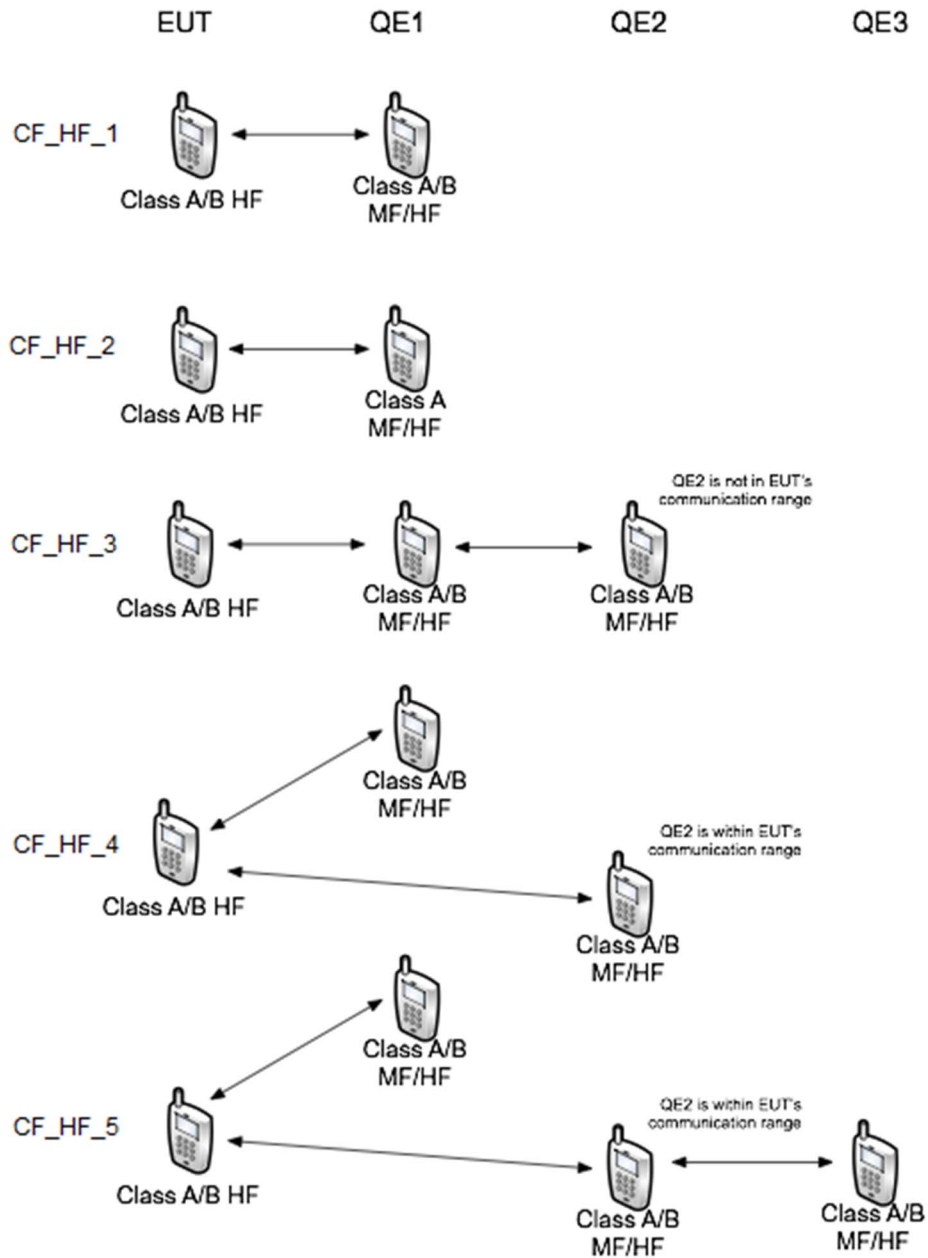 EUT QE1 QE2 QE3
CF_HF_1
Class A/B HF
Class A/B
MF/HF
CF_HF_2
Class A/B HF
Class A
MF/HF
QE2 is not in EUT's
communication range
CF_HF_3
Class A/B HF
Class A/B
MF/HF
Class A/B
MF/HF
Class A/B
MF/HF
CF_HF_4
Class A/B HF
QE2 is within EUT's
communication range
Class A/B
MF/HF
Class A/B
MF/HF
CF_HF_5
Class A/B HF
QE2 is within EUT's
communication range
Class A/B
MF/HF
Class A/B
MF/HF